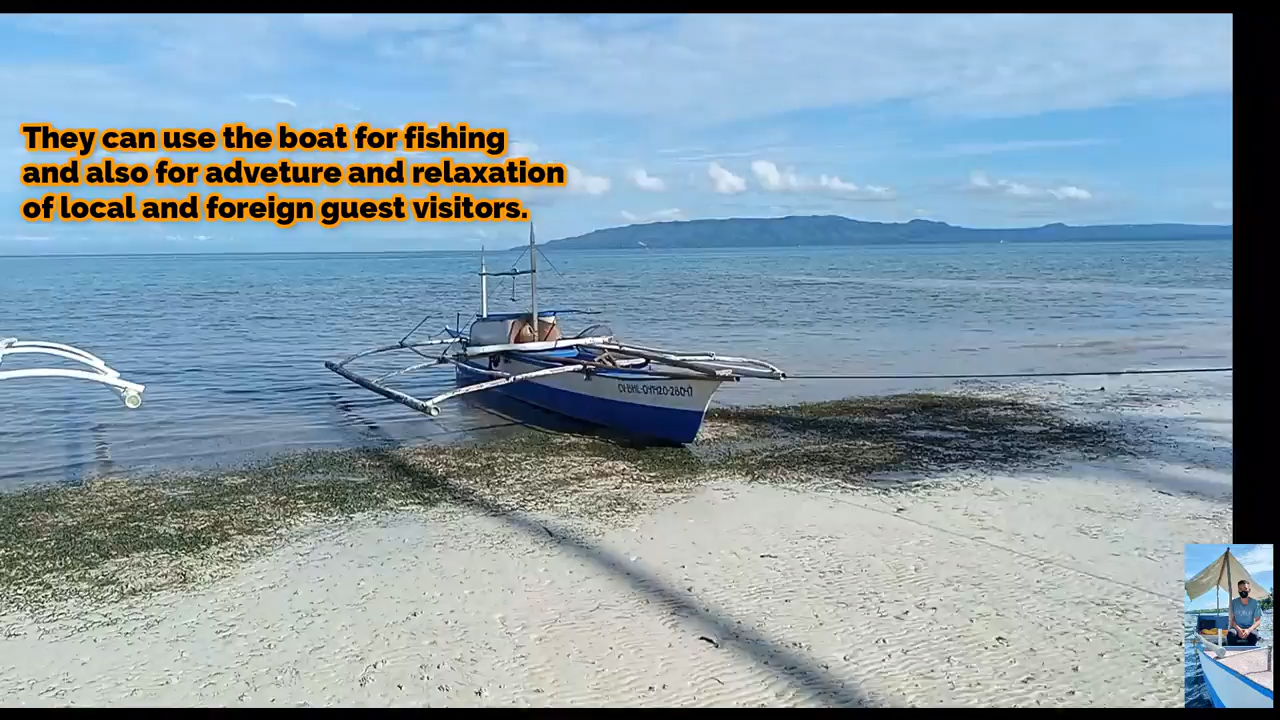 They can use the boat for fishing
and also for adveture and relaxation
of local and foreign guest visitors.